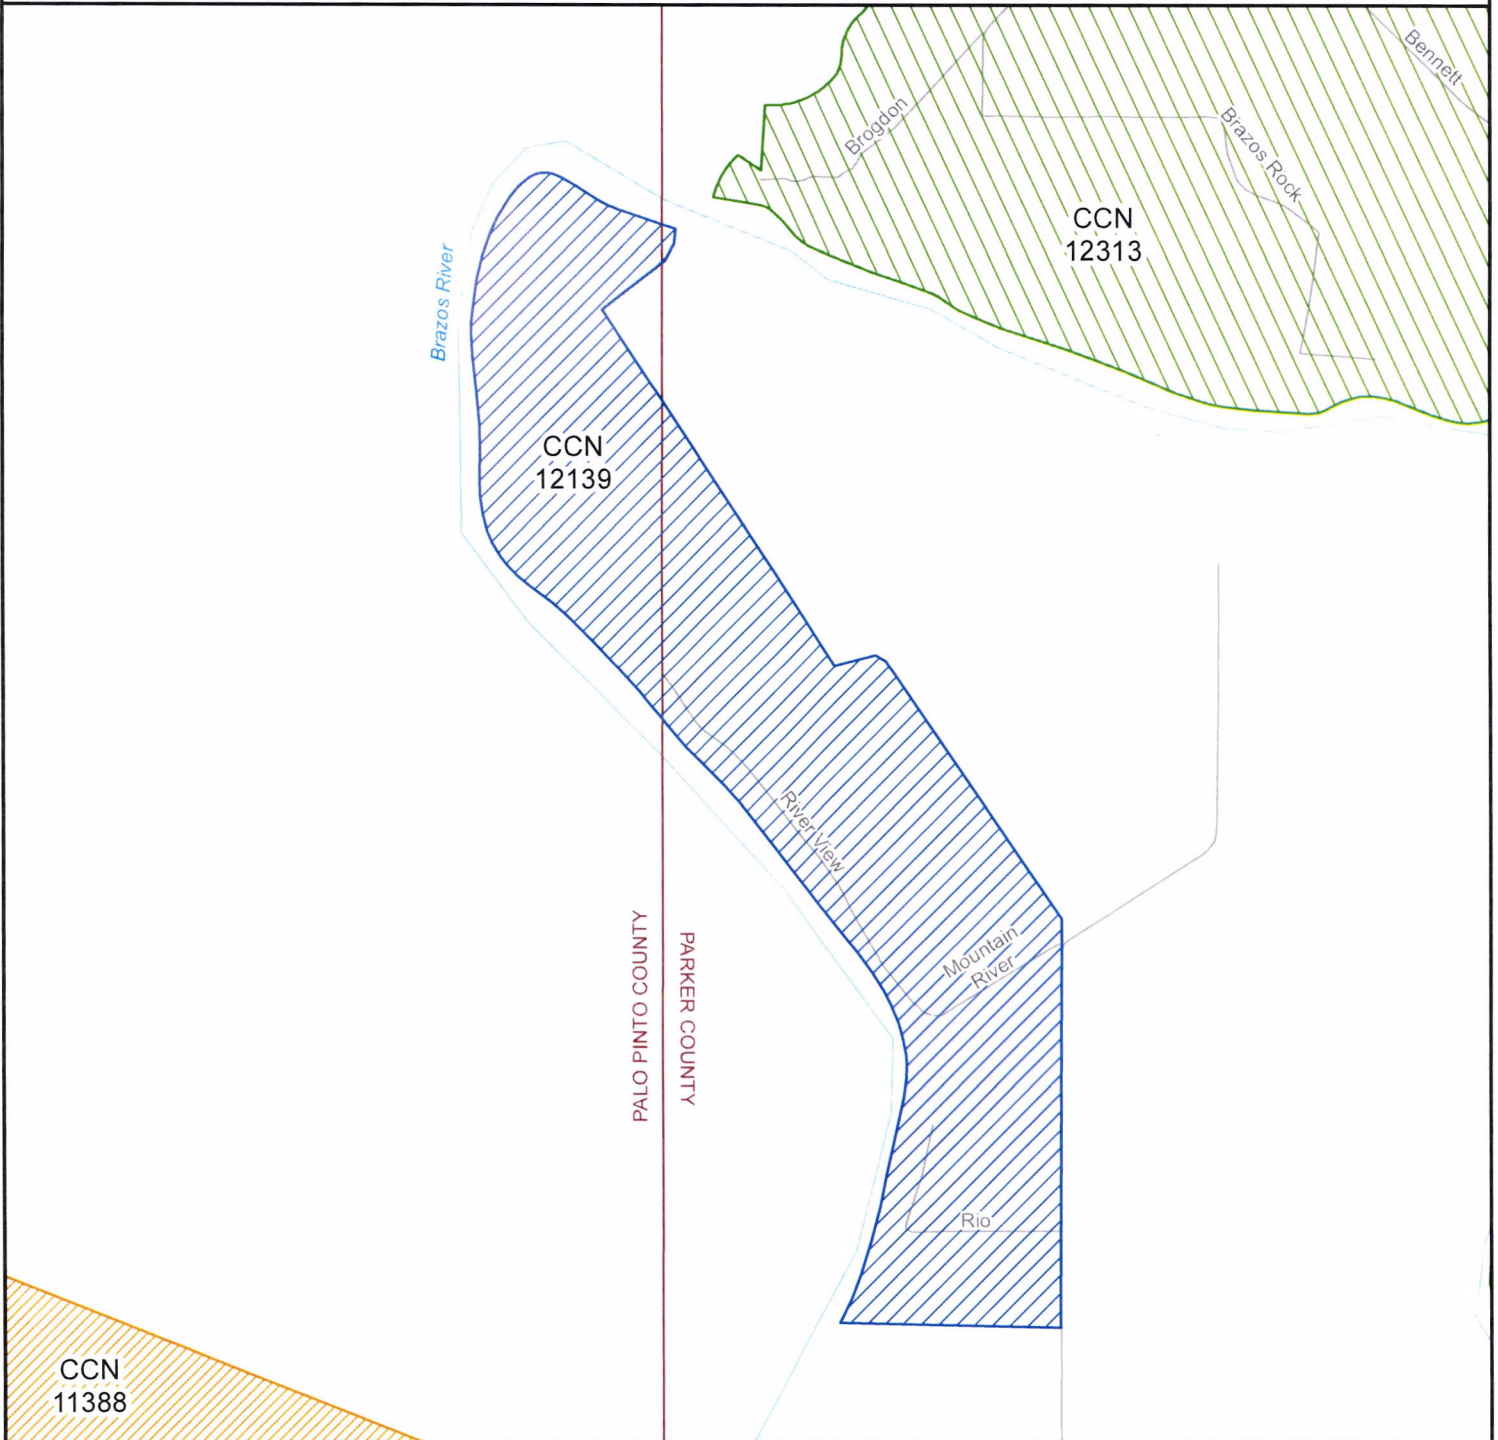 Bennett
Brogdon
Brazos Rock
CCN
12313
Brazos River
CCN
12139
River View
Mountain
River
PALO PINTO COUNTY
PARKER COUNTY
Rio
CCN
11388